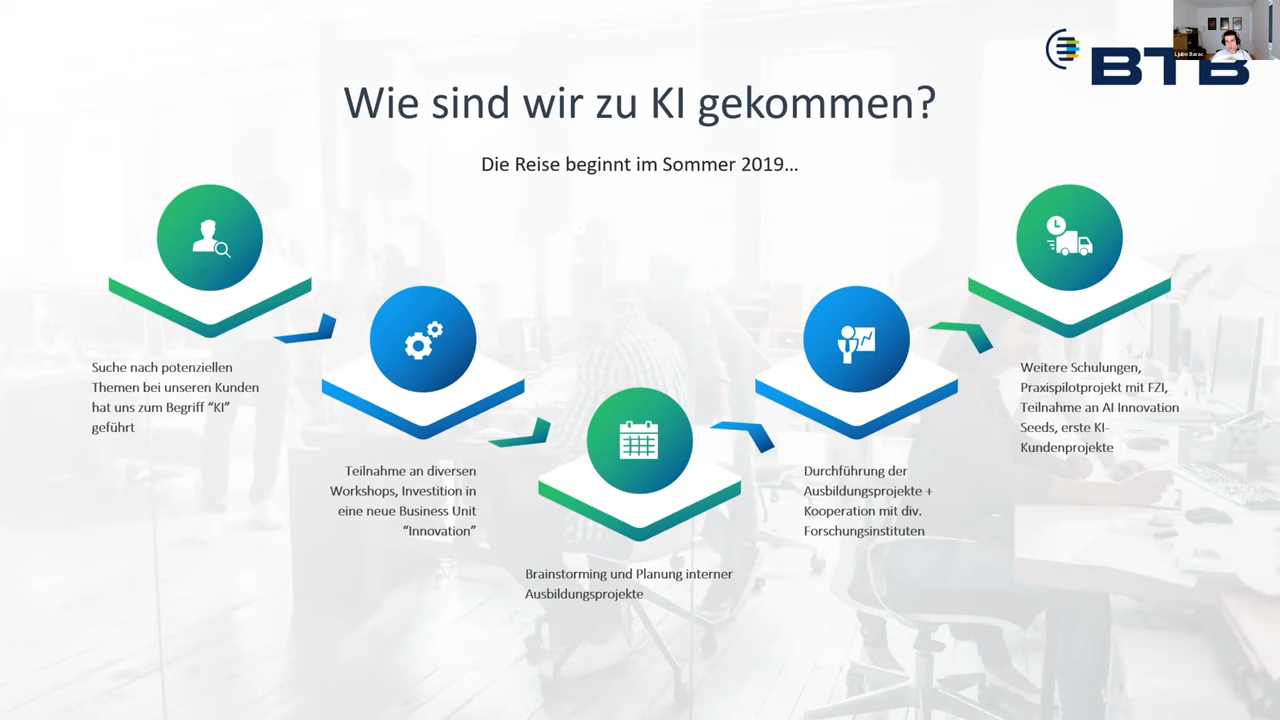 BTB
Ljubo Barac
Wie sind wir zu KI gekommen?
Die Reise beginnt im Sommer 2019...
Suche nach potenziellen
Themen bei unseren Kunden
hat uns zum Begriff “KI”
geführt
Teilnahme an diversen
Workshops, Investition in
eine neue Business Unit
“Innovation”
Brainstorming und Planung interner
Ausbildungsprojekte
Durchführung der
Ausbildungsprojekte +
Kooperation mit div.
Forschungsinstituten
Weitere Schulungen,
Praxispilotprojekt mit FZI,
Teilnahme an AI Innovation
Seeds, erste KI-
Kundenprojekte